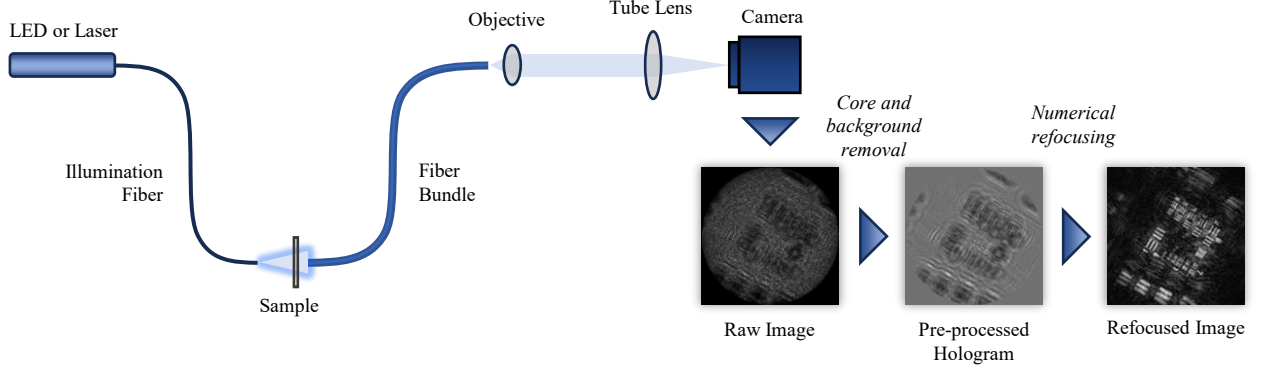 LED or Laser
Objective
Tube Lens
Camera
Illumination
Fiber
Fiber
Bundle
Sample
Core and
background
removal
Numerical
refocusing
Raw Image
Pre-processed
Hologram
Refocused Image